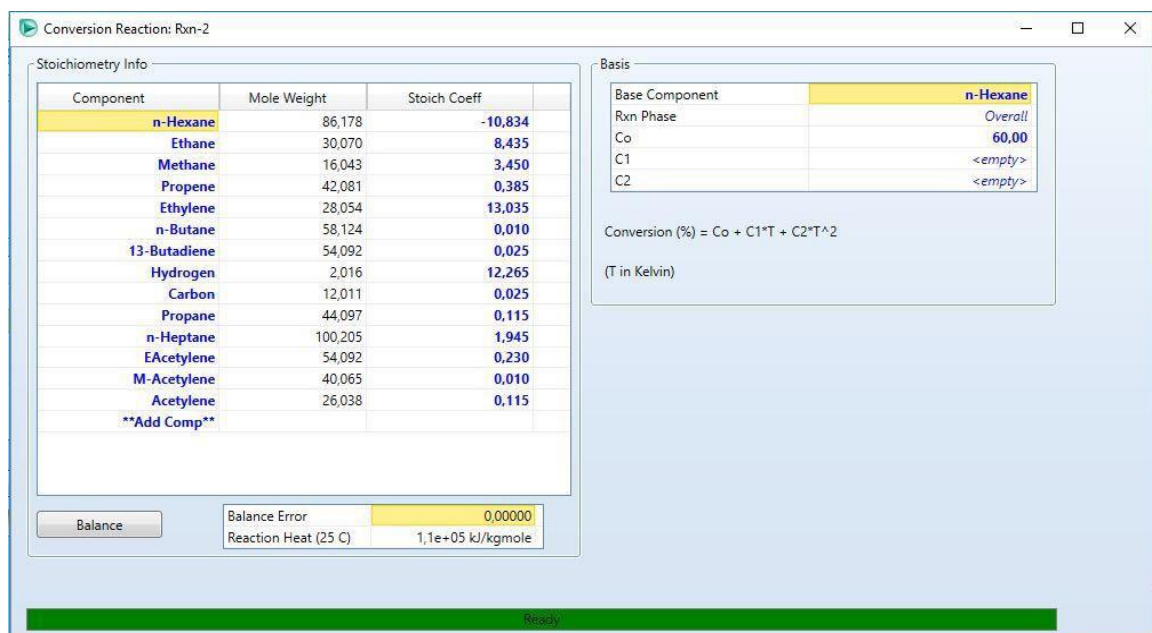 Conversion Reaction: Rxn-2
Stoichiometry Info
Component Mole Weight Stoich Coeff
n-Hexane 86,178 -10,834
Ethane 30,070 8,435
Methane 16,043 3,450
Propene 42,081 0,385
Ethylene 28,054 13,035
n-Butane 58,124 0,010
13-Butadiene 54,092 0,025
Hydrogen 2,016 12,265
Carbon 12,011 0,025
Propane 44,097 0,115
n-Heptane 100,205 1,945
EAcetylene 54,092 0,230
M-Acetylene 40,065 0,010
Acetylene 26,038 0,115
**Add Comp**
Balance
Balance Error 0,00000
Reaction Heat (25 C) 1,1e+05 kJ/kgmole
Basis
Base Component n-Hexane
Rxn Phase Overall
Co 60,00
C1 <empty>
C2 <empty>
Conversion (%) = Co + C1*T + C2*T^2
(T in Kelvin)
Ready